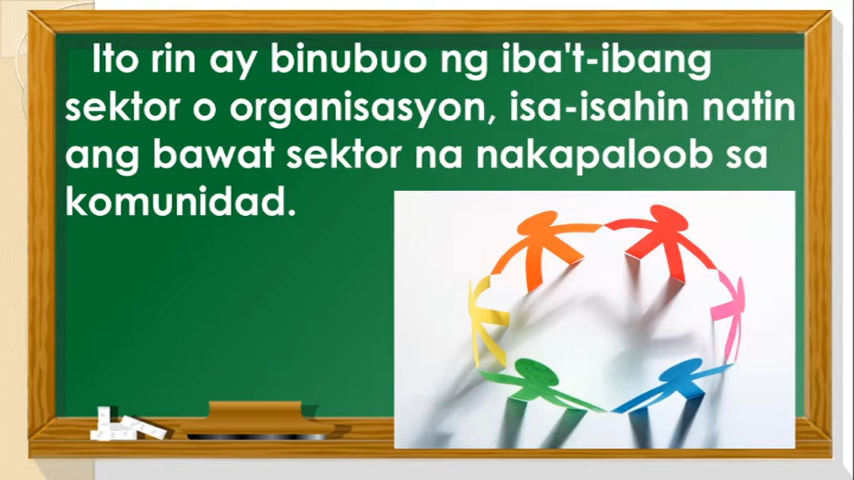 Ito rin ay binubuo ng iba't-ibang
sektor o organisasyon, isa-isahin natin
ang bawat sektor na nakapaloob sa
komunidad.